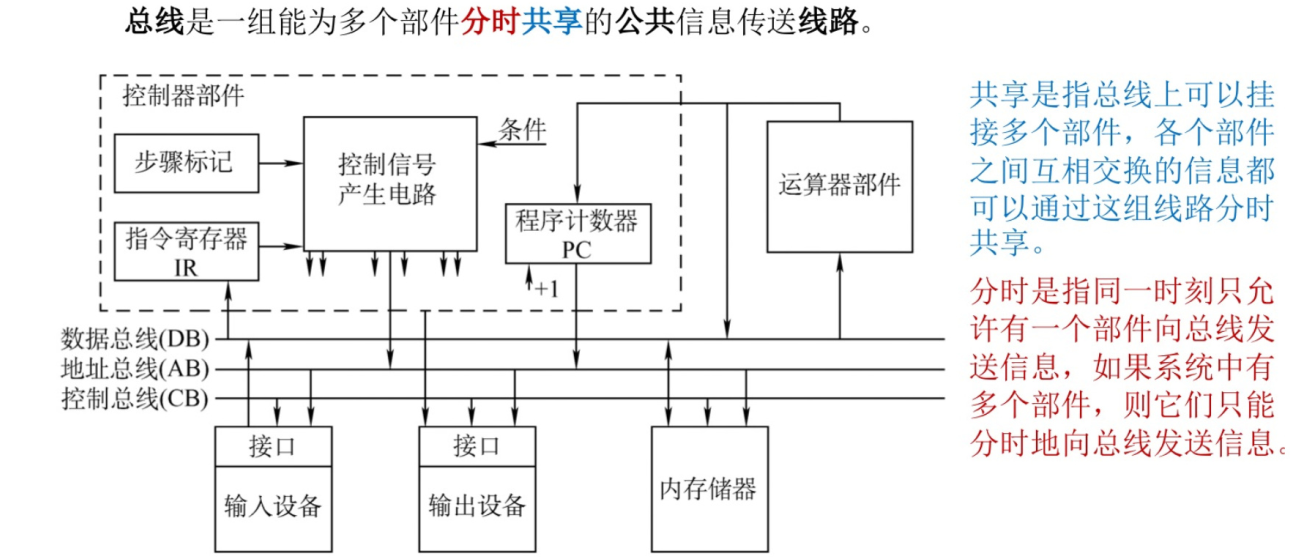 总线是一组能为多个部件分时共享的公共信息传送线路。
控制器部件
步骤标记
控制信号
产生电路
条件
指令寄存器
IR
程序计数器
PC
+1
运算器部件
数据总线(DB)
地址总线(AB)
控制总线(CB)
接口
输入设备
接口
输出设备
内存储器
共享是指总线上可以挂
接多个部件，各个部件
之间互相交换的信息都
可以通过这组线路分时
共享。
分时是指同一时刻只允
许有一个部件向总线发
送信息，如果系统中有
多个部件，则它们只能
分时地向总线发送信息。